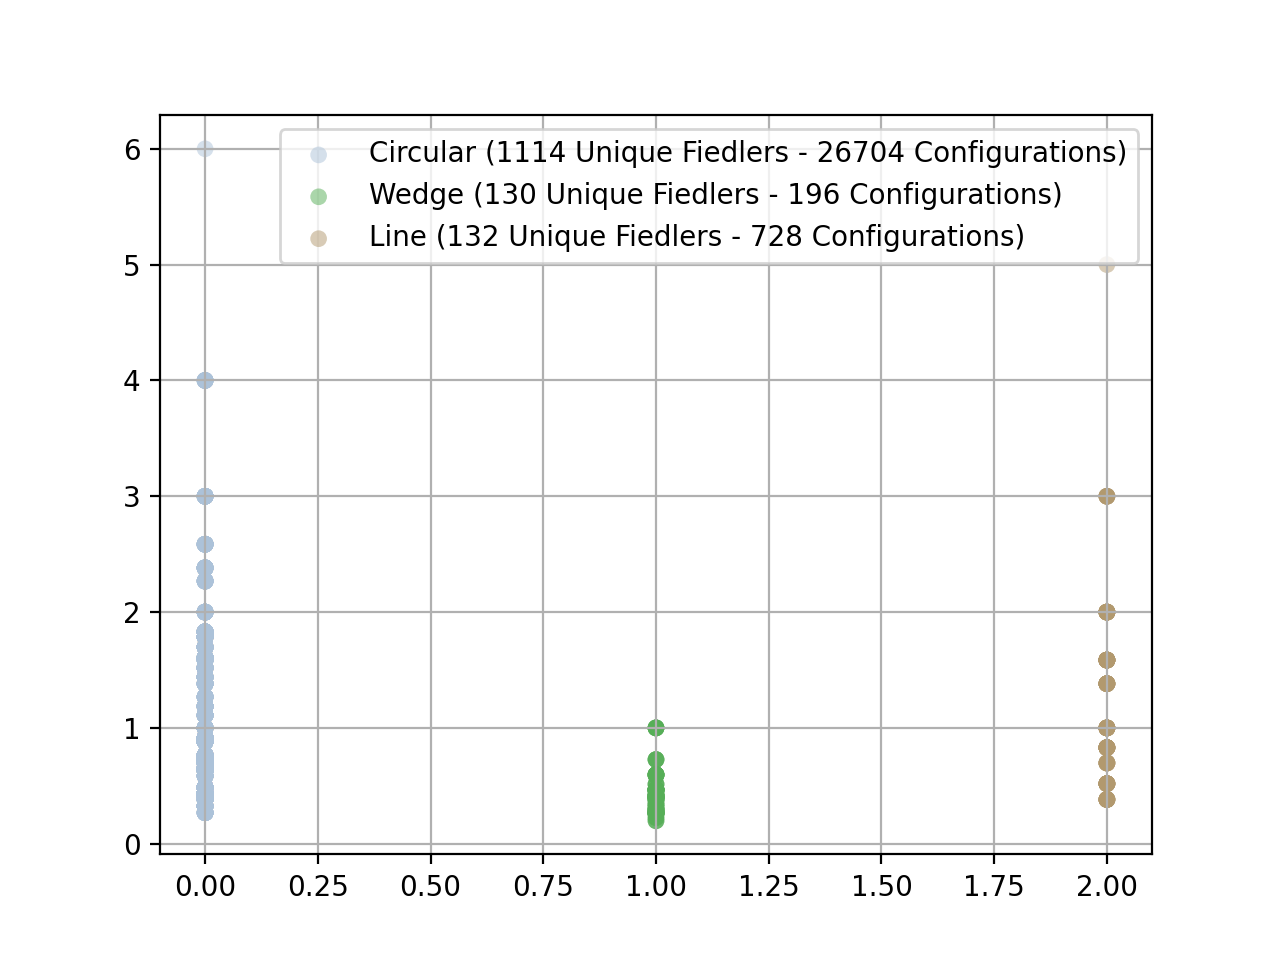 Circular (1114 Unique Fiedlers - 26704 Configurations)
Wedge (130 Unique Fiedlers - 196 Configurations)
Line (132 Unique Fiedlers - 728 Configurations)
6
5
4
3
2
1
0
0.00 0.25 0.50 0.75 1.00 1.25 1.50 1.75 2.00